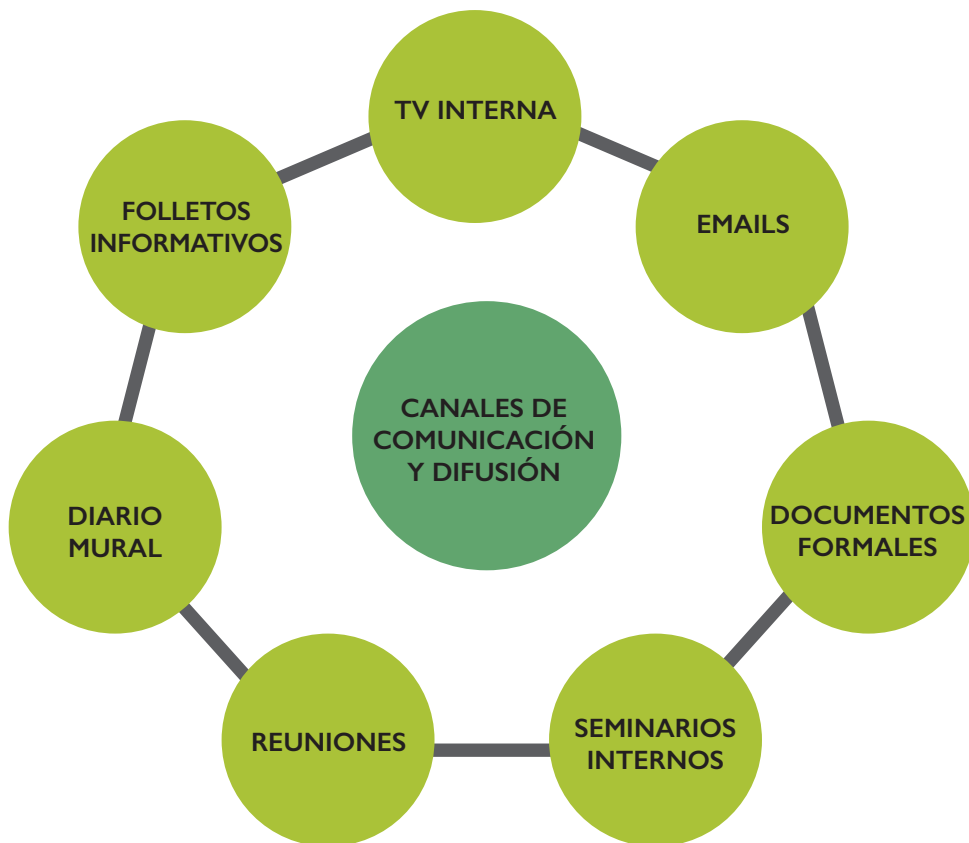 TV INTERNA
EMAILS
DOCUMENTOS
FORMALES
SEMINARIOS
INTERNOS
REUNIONES
DIARIO
MURAL
FOLLETOS
INFORMATIVOS
CANALES DE
COMUNICACIÓN
Y DIFUSIÓN